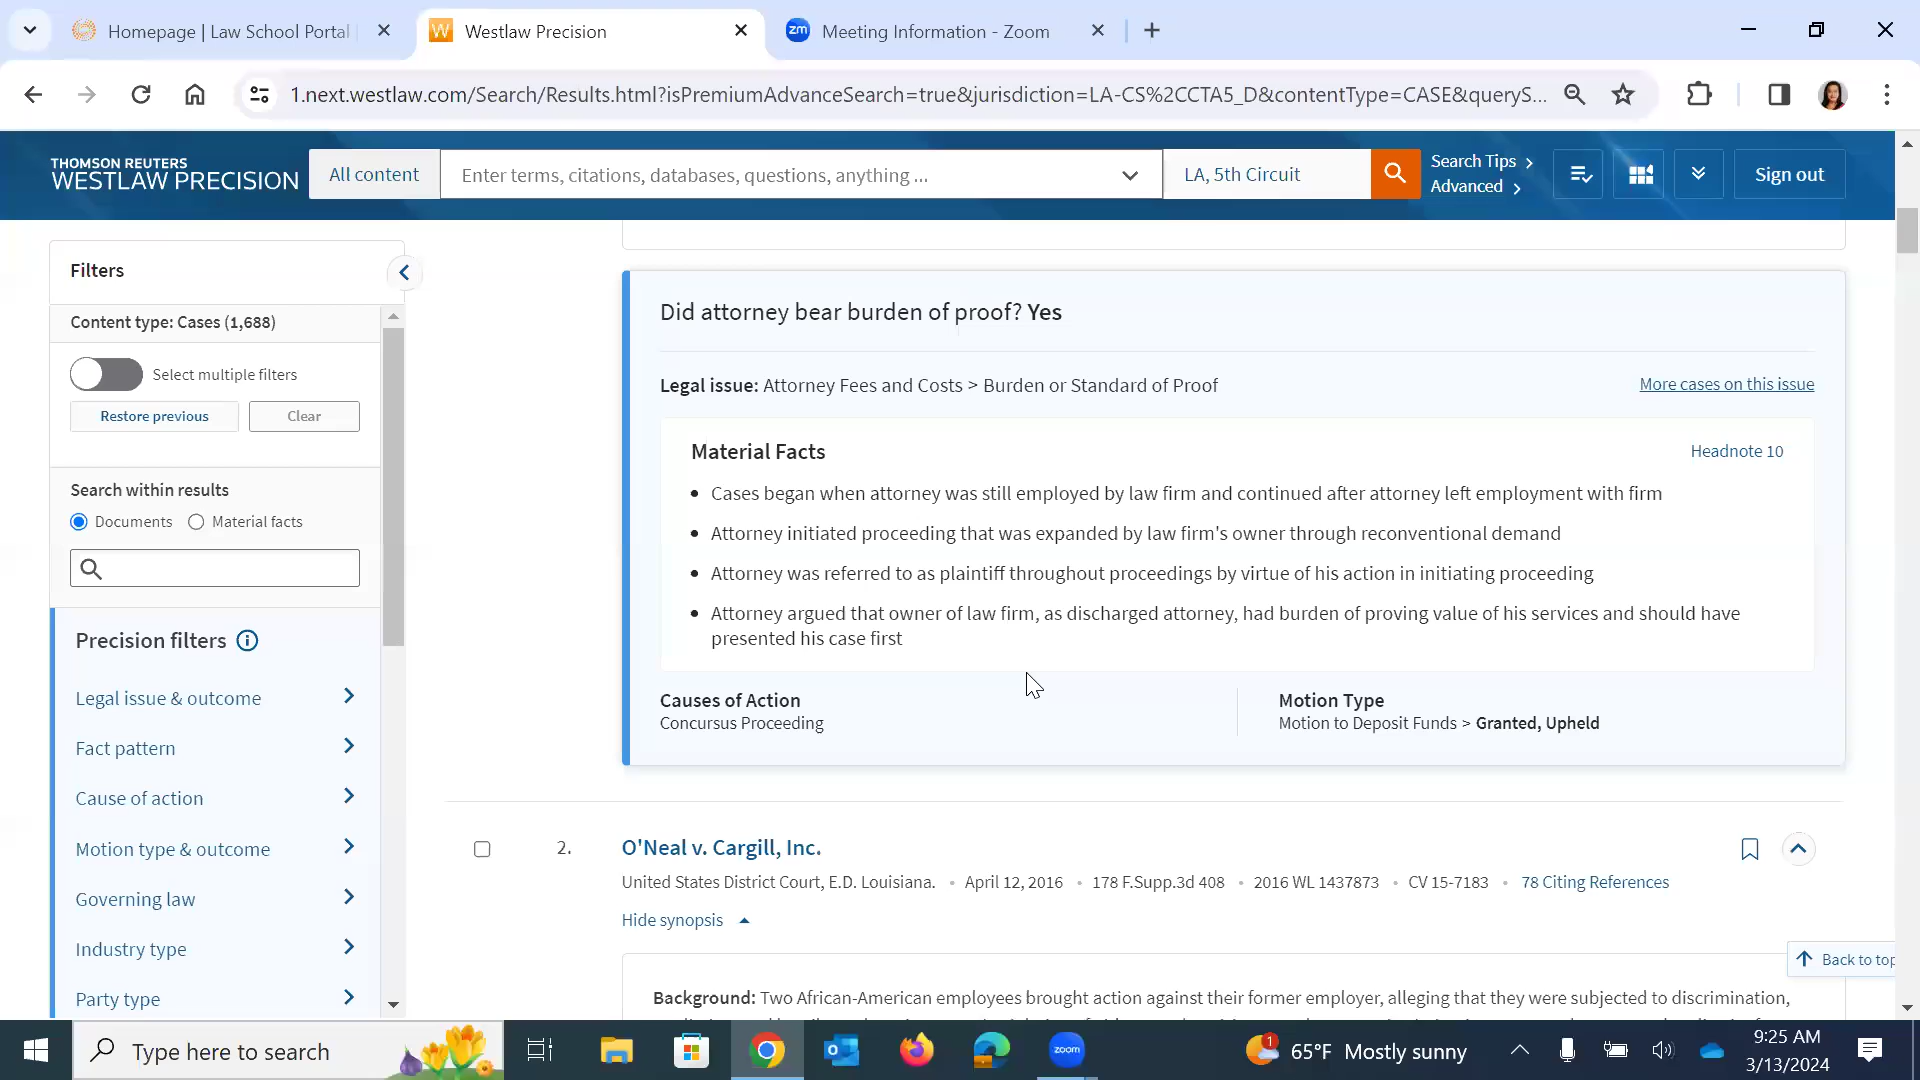 Homepage | Law School Portal
Westlaw Precision
zm
Meeting Information - Zoom
1.next.westlaw.com/Search/Results.html?isPremiumAdvanceSearch=true&jurisdiction=LA-CS%2CCTA5_D&contentType=CASE&queryS...
THOMSON REUTERS
WESTLAW PRECISION
All content
Enter terms, citations, databases, questions, anything ...
LA, 5th Circuit
Search Tips
Advanced
Sign out
Filters
Content type: Cases (1,688)
Select multiple filters
Restore previous
Clear
Search within results
Documents
Material facts
Precision filters
Legal issue & outcome
Fact pattern
Cause of action
Motion type & outcome
Governing law
Industry type
Party type
Did attorney bear burden of proof? Yes
Legal issue: Attorney Fees and Costs > Burden or Standard of Proof
More cases on this issue
Material Facts
Headnote 10
• Cases began when attorney was still employed by law firm and continued after attorney left employment with firm
• Attorney initiated proceeding that was expanded by law firm's owner through reconventional demand
• Attorney was referred to as plaintiff throughout proceedings by virtue of his action in initiating proceeding
• Attorney argued that owner of law firm, as discharged attorney, had burden of proving value of his services and should have
presented his case first
Causes of Action
Concursus Proceeding
Motion Type
Motion to Deposit Funds > Granted, Upheld
2.
O'Neal v. Cargill, Inc.
United States District Court, E.D. Louisiana. • April 12, 2016 • 178 F.Supp.3d 408 • 2016 WL 1437873 • CV 15-7183 • 78 Citing References
Hide synopsis
Back to top
Background: Two African-American employees brought action against their former employer, alleging that they were subjected to discrimination,
Type here to search
zoom
1
65°F Mostly sunny
9:25 AM
3/13/2024